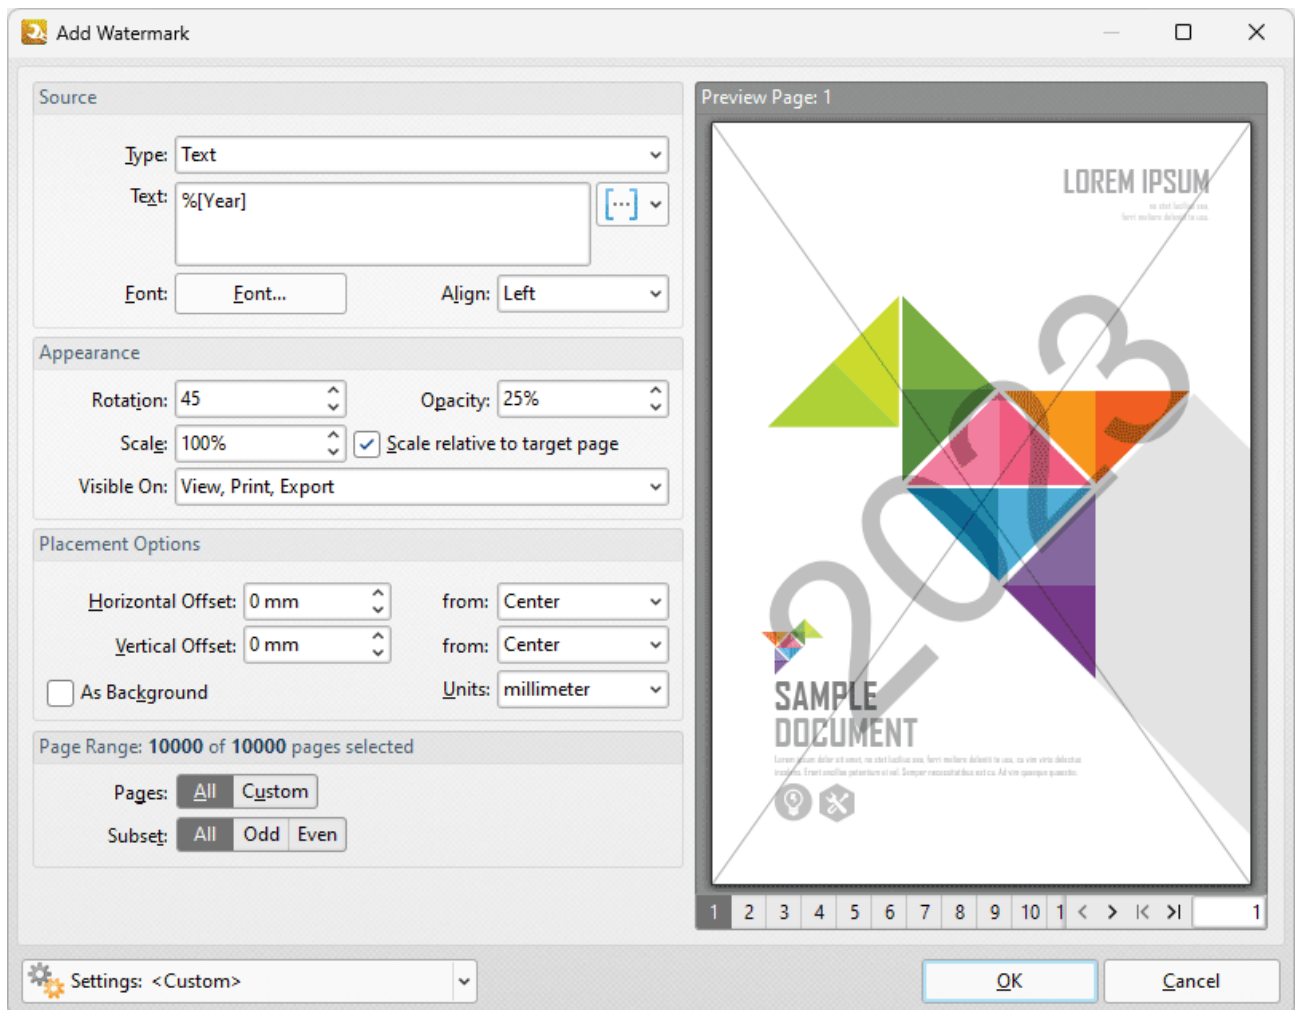 Add Watermark
Source
Type: Text
Text: %[Year]
Font: Font... Align: Left
Appearance
Rotation: 45 Opacity: 25%
Scale: 100% Scale relative to target page
Visible On: View, Print, Export
Placement Options
Horizontal Offset: 0 mm from: Center
Vertical Offset: 0 mm from: Center
As Background Units: millimeter
Page Range: 10000 of 10000 pages selected
Pages: All Custom
Subset: All Odd Even
Preview Page: 1
LOREM IPSUM
2023
SAMPLE
DOCUMENT
1 2 3 4 5 6 7 8 9 10 1 1
Settings: <Custom> OK Cancel